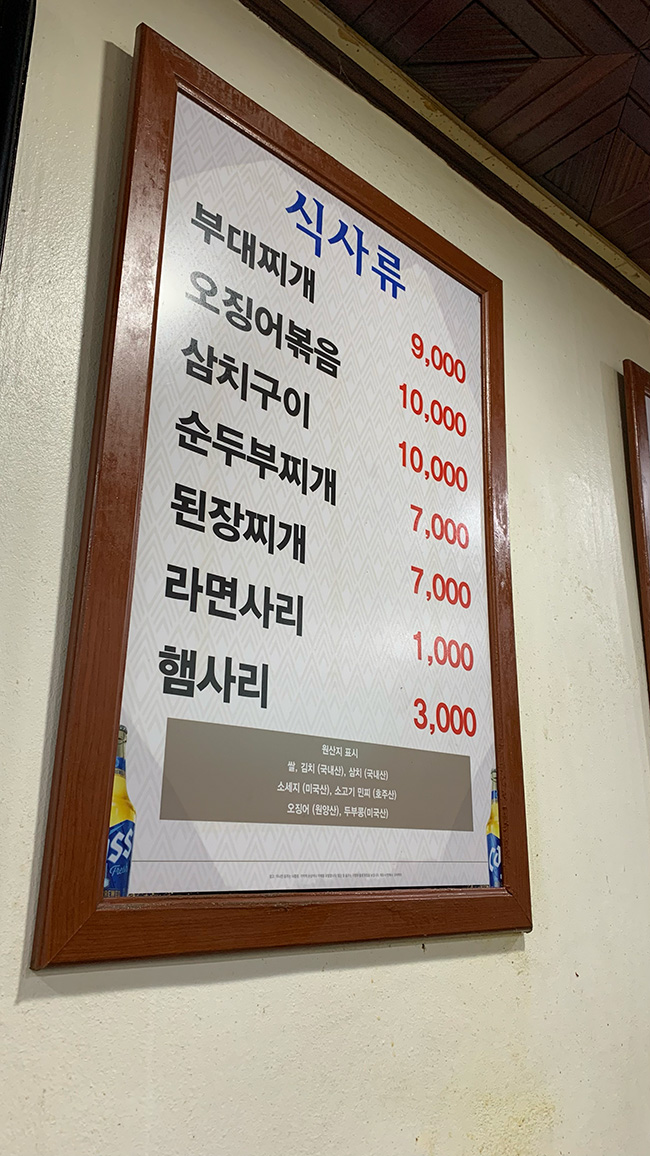 식사류
부대찌개 9,000
오징어볶음 10,000
삼치구이 10,000
순두부찌개 7,000
된장찌개 7,000
라면사리 1,000
햄사리 3,000
원산지 표시
쌀, 김치 (국내산), 삼치 (국내산)
소세지 (미국산), 소고기 민찌 (호주산)
오징어 (원양산), 두부콩(미국산)
ss
Fresh
ca